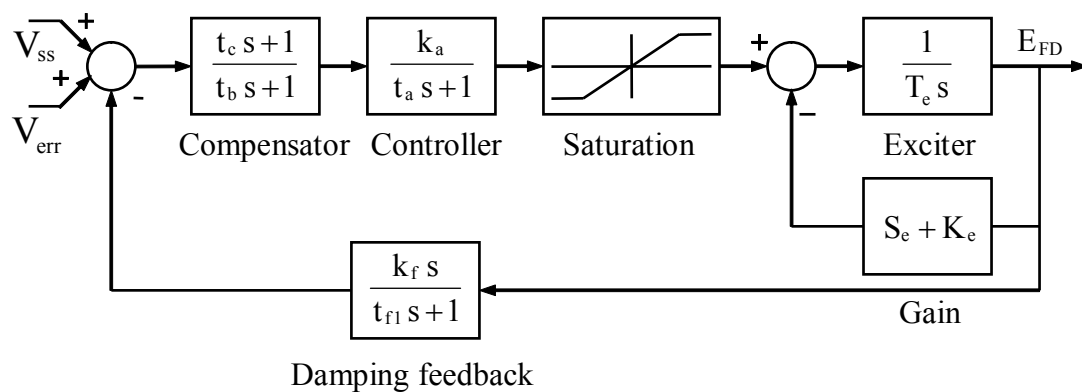 V_ss
+
+
V_err
-
t_c s + 1
t_b s + 1
Compensator
k_a
t_a s + 1
Controller
Saturation
+
−
1
T_e s
Exciter
E_FD
S_e + K_e
Gain
k_f s
t_f1 s + 1
Damping feedback